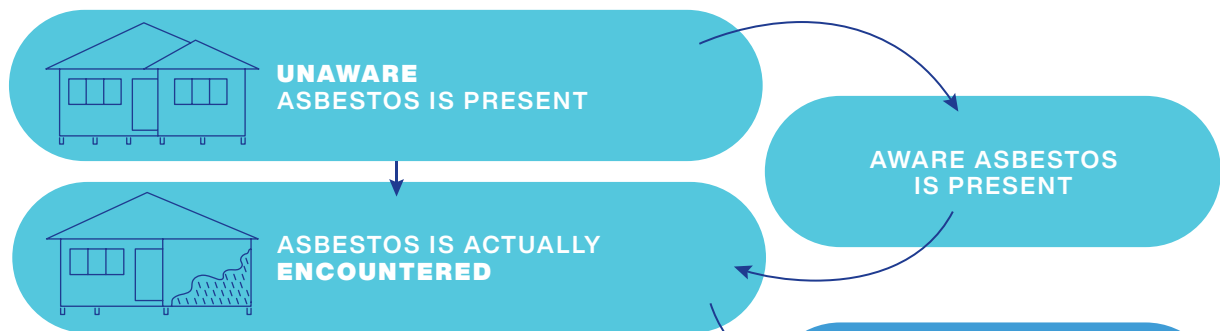 UNAWARE
ASBESTOS IS PRESENT
AWARE ASBESTOS
IS PRESENT
ASBESTOS IS ACTUALLY
ENCOUNTERED